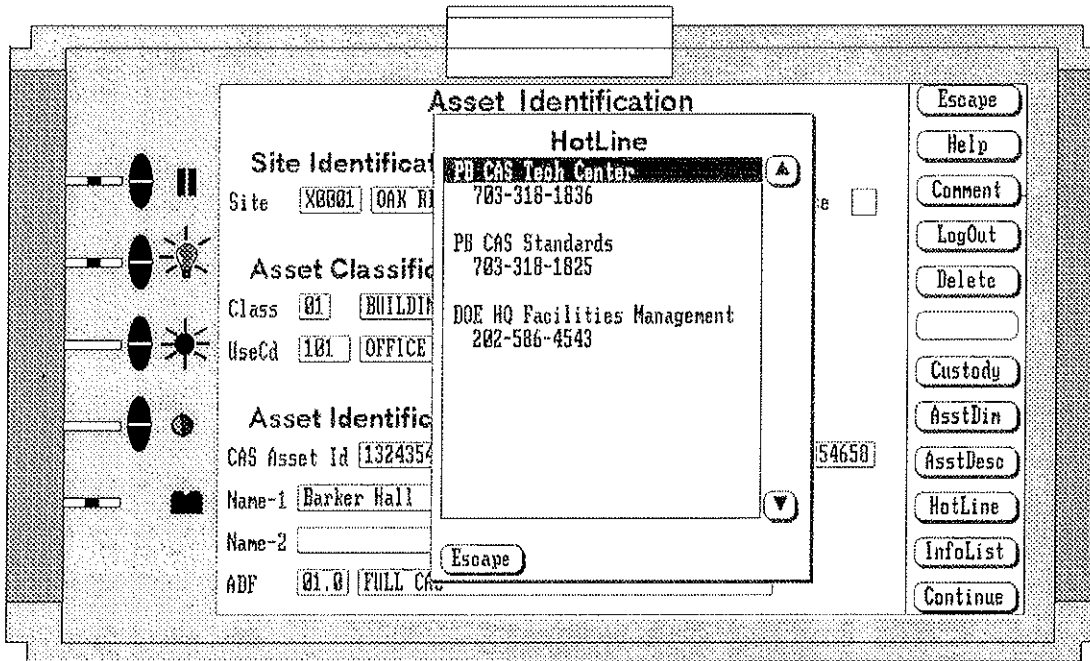 Asset Identification
HotLine
PB CAS Tech Center
703-318-1836
PB CAS Standards
703-318-1825
DOE HQ Facilities Management
202-586-4543
Escape
Site Identificat
Site X0001 OAK RI
Asset Classific
Class 01 BUILDIN
UseCd 101 OFFICE
Asset Identific
CAS Asset Id 1324354 54658
Name-1 Barker Hall
Name-2
ADF 01.0 FULL CAS
Escape
Help
Comment
LogOut
Delete
Custody
AsstDim
AsstDesc
HotLine
InfoList
Continue